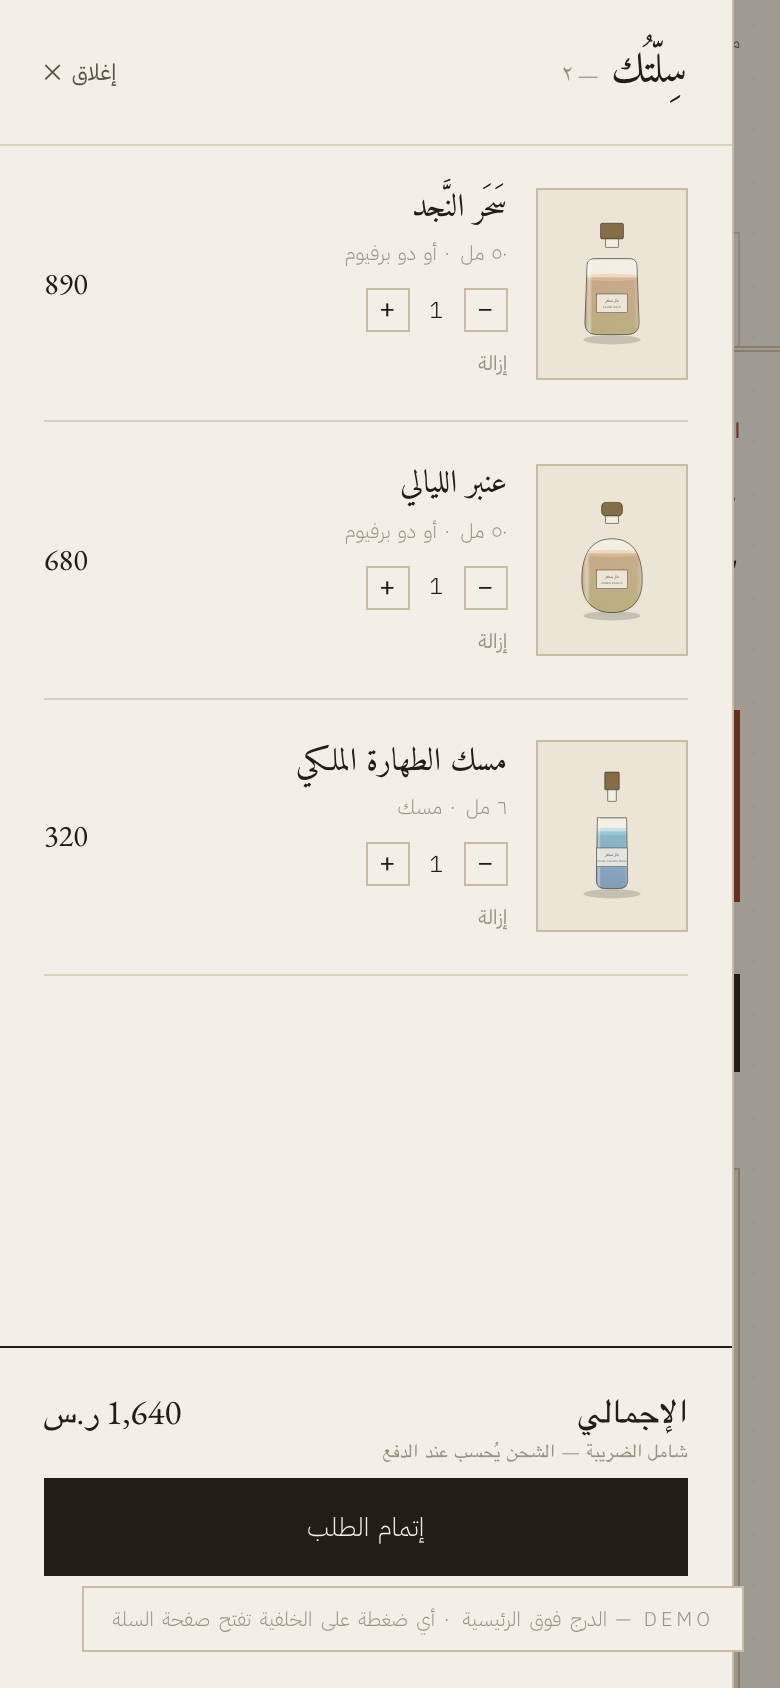 سِلّتُك — ٢
إغلاق ×
سَحَر النَّجد
٥٠ مل · أو دو برفيوم
− 1 +
إزالة
890
عنبر الليالي
٥٠ مل · أو دو برفيوم
− 1 +
إزالة
680
مسك الطهارة الملكي
٦ مل · مسك
− 1 +
إزالة
320
الإجمالي
1,640 ر.س
شامل الضريبة — الشحن يُحسب عند الدفع
إتمام الطلب
DEMO — الدرج فوق الرئيسية · أي ضغطة على الخلفية تفتح صفحة السلة